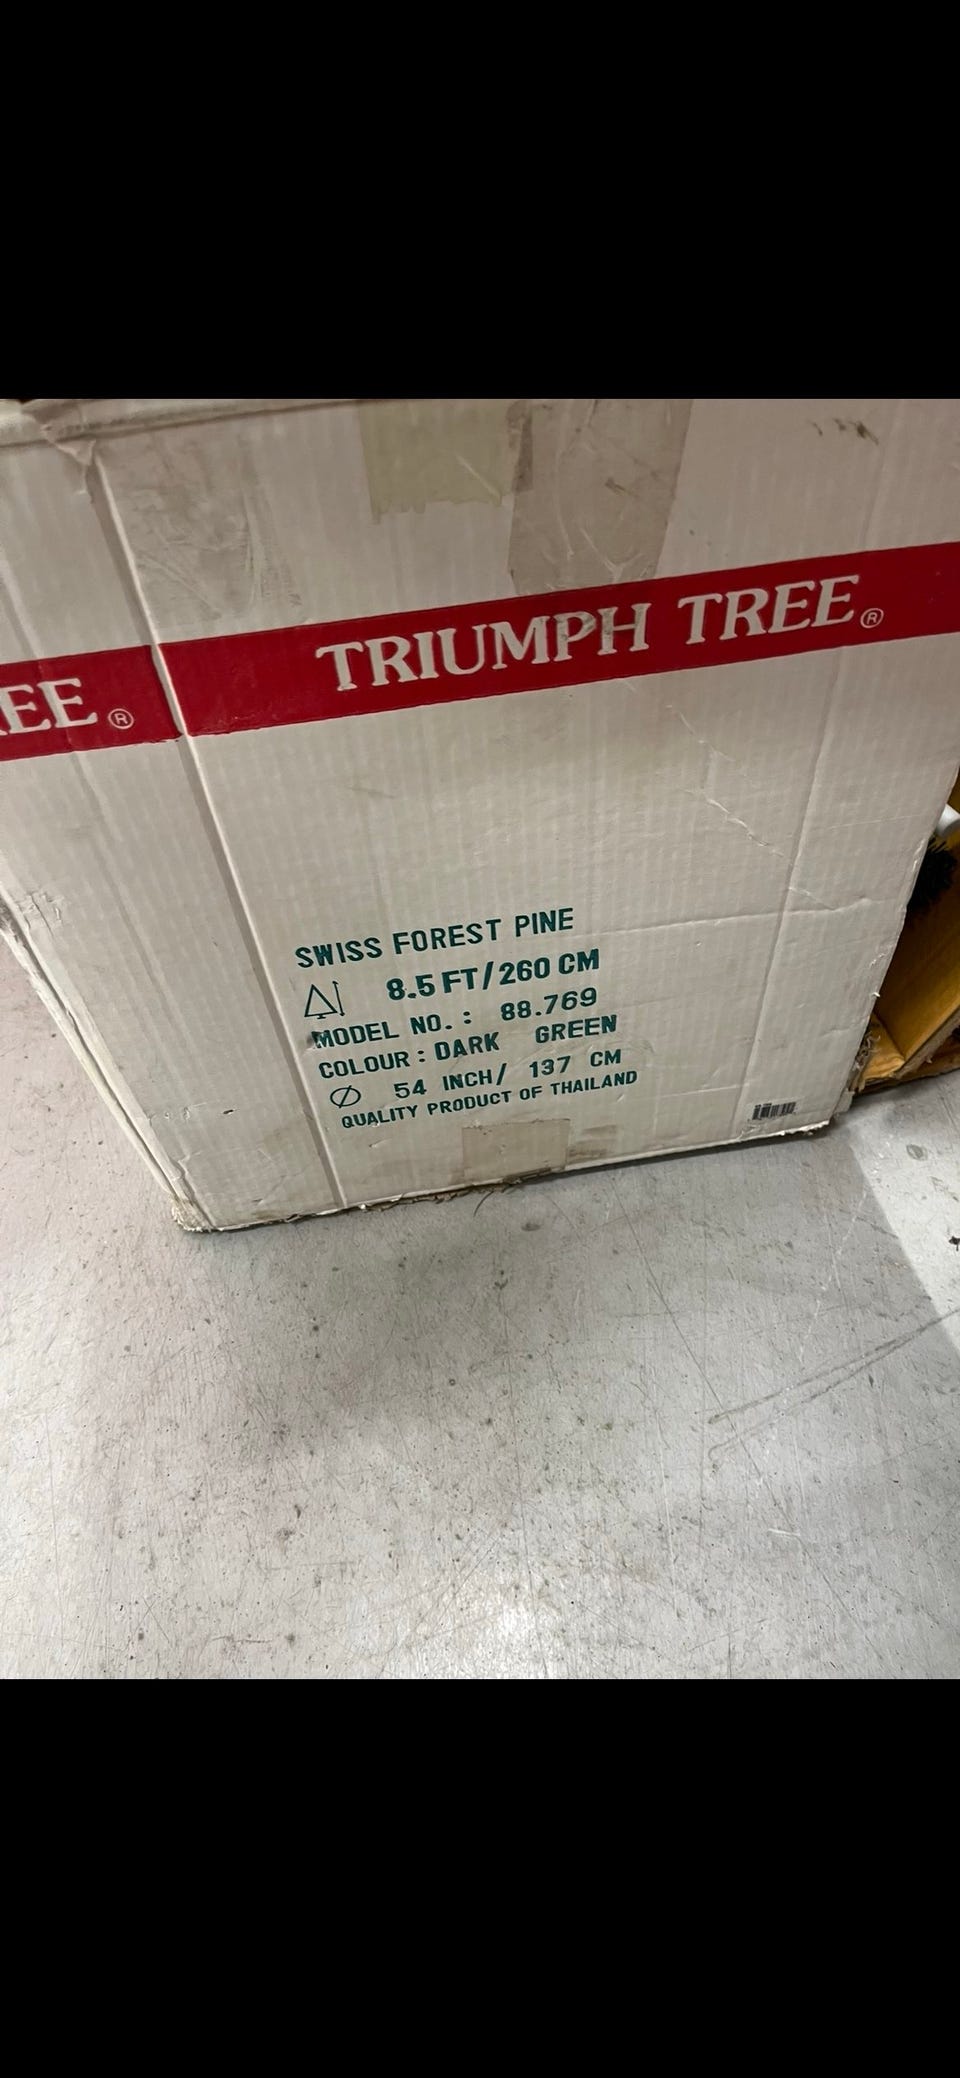 TRIUMPH TREE®
EE®
SWISS FOREST PINE
8.5 FT/260 CM
MODEL NO. : 88.769
COLOUR : DARK GREEN
∅ 54 INCH/ 137 CM
QUALITY PRODUCT OF THAILAND